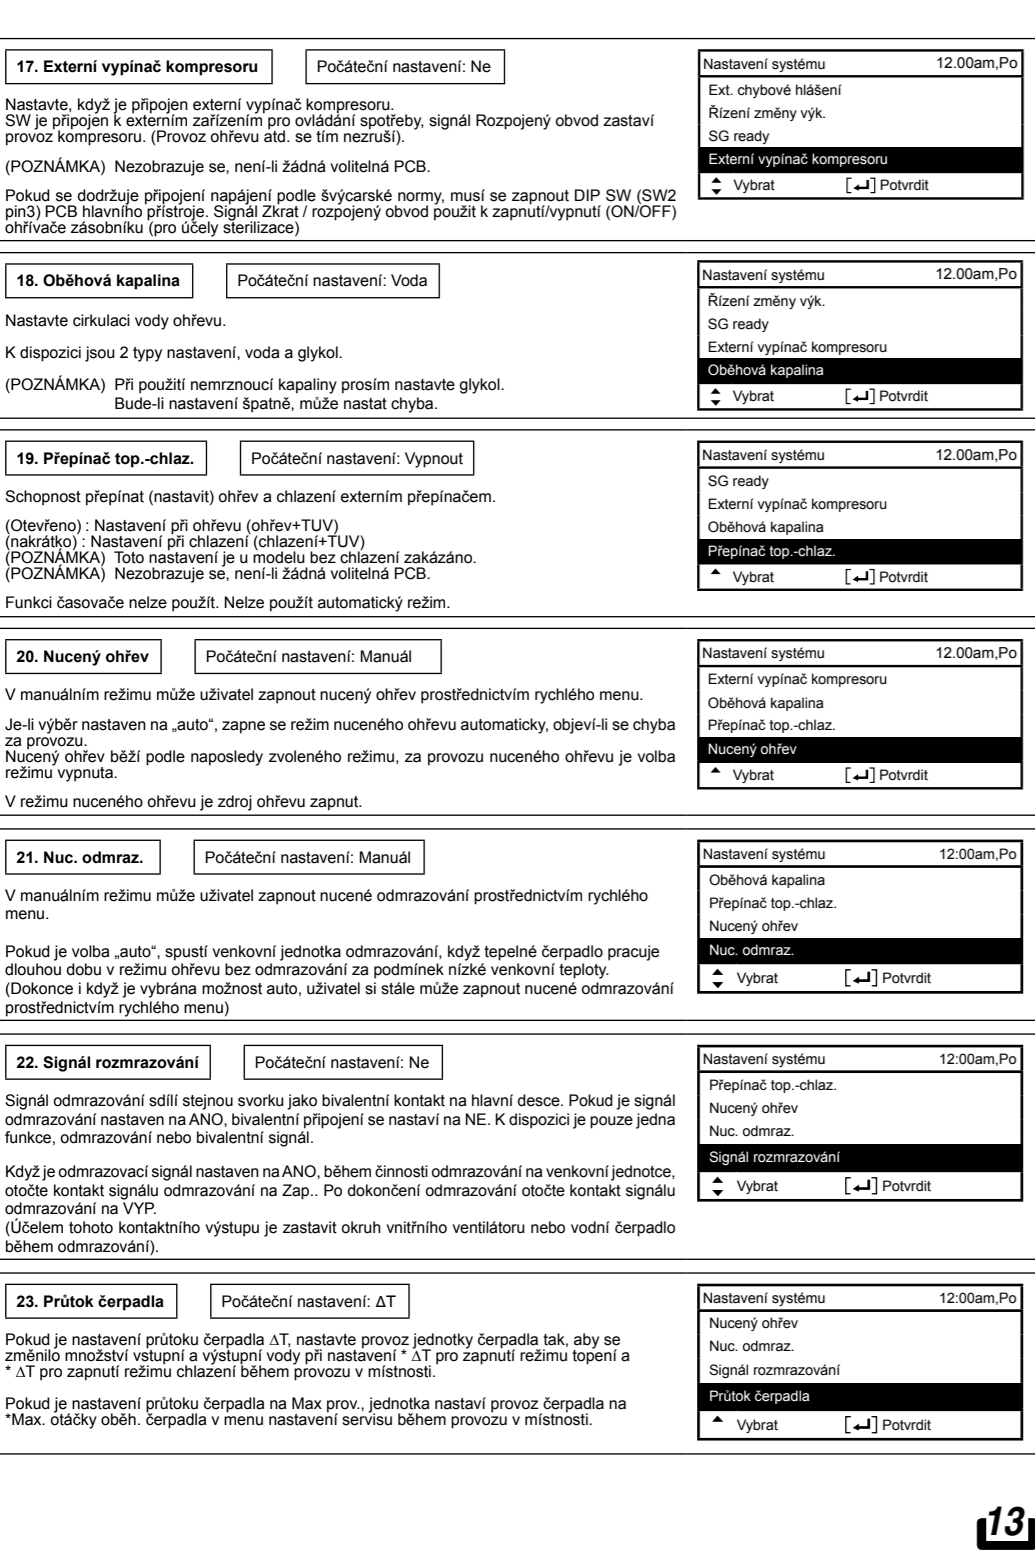 17. Externí vypínač kompresoru
Počáteční nastavení: Ne
Nastavte, když je připojen externí vypínač kompresoru.
SW je připojen k externím zařízením pro ovládání spotřeby, signál Rozpojený obvod zastaví
provoz kompresoru. (Provoz ohřevu atd. se tím nezruší).
(POZNÁMKA) Nezobrazuje se, není-li žádná volitelná PCB.
Pokud se dodržuje připojení napájení podle švýcarské normy, musí se zapnout DIP SW (SW2
pin3) PCB hlavního přístroje. Signál Zkrat / rozpojený obvod použit k zapnutí/vypnutí (ON/OFF)
ohřívače zásobníku (pro účely sterilizace)
Nastavení systému 12.00am,Po
Ext. chybové hlášení
Řízení změny výk.
SG ready
Externí vypínač kompresoru
Vybrat [↵] Potvrdit
18. Oběhová kapalina
Počáteční nastavení: Voda
Nastavte cirkulaci vody ohřevu.
K dispozici jsou 2 typy nastavení, voda a glykol.
(POZNÁMKA) Při použití nemrznoucí kapaliny prosím nastavte glykol.
Bude-li nastavení špatně, může nastat chyba.
Nastavení systému 12.00am,Po
Řízení změny výk.
SG ready
Externí vypínač kompresoru
Oběhová kapalina
Vybrat [↵] Potvrdit
19. Přepínač top.-chlaz.
Počáteční nastavení: Vypnout
Schopnost přepínat (nastavit) ohřev a chlazení externím přepínačem.
(Otevřeno) : Nastavení při ohřevu (ohřev+TUV)
(nakrátko) : Nastavení při chlazení (chlazení+TUV)
(POZNÁMKA) Toto nastavení je u modelu bez chlazení zakázáno.
(POZNÁMKA) Nezobrazuje se, není-li žádná volitelná PCB.
Funkci časovače nelze použít. Nelze použít automatický režim.
Nastavení systému 12.00am,Po
SG ready
Externí vypínač kompresoru
Oběhová kapalina
Přepínač top.-chlaz.
Vybrat [↵] Potvrdit
20. Nucený ohřev
Počáteční nastavení: Manuál
V manuálním režimu může uživatel zapnout nucený ohřev prostřednictvím rychlého menu.
Je-li výběr nastaven na „auto“, zapne se režim nuceného ohřevu automaticky, objeví-li se chyba
za provozu.
Nucený ohřev běží podle naposledy zvoleného režimu, za provozu nuceného ohřevu je volba
režimu vypnuta.
V režimu nuceného ohřevu je zdroj ohřevu zapnut.
Nastavení systému 12.00am,Po
Externí vypínač kompresoru
Oběhová kapalina
Přepínač top.-chlaz.
Nucený ohřev
Vybrat [↵] Potvrdit
21. Nuc. odmraz.
Počáteční nastavení: Manuál
V manuálním režimu může uživatel zapnout nucené odmrazování prostřednictvím rychlého
menu.
Pokud je volba „auto“, spustí venkovní jednotka odmrazování, když tepelné čerpadlo pracuje
dlouhou dobu v režimu ohřevu bez odmrazování za podmínek nízké venkovní teploty.
(Dokonce i když je vybrána možnost auto, uživatel si stále může zapnout nucené odmrazování
prostřednictvím rychlého menu)
Nastavení systému 12:00am,Po
Oběhová kapalina
Přepínač top.-chlaz.
Nucený ohřev
Nuc. odmraz.
Vybrat [↵] Potvrdit
22. Signál rozmrazování
Počáteční nastavení: Ne
Signál odmrazování sdílí stejnou svorku jako bivalentní kontakt na hlavní desce. Pokud je signál
odmrazování nastaven na ANO, bivalentní připojení se nastaví na NE. K dispozici je pouze jedna
funkce, odmrazování nebo bivalentní signál.
Když je odmrazovací signál nastaven na ANO, během činnosti odmrazování na venkovní jednotce,
otočte kontakt signálu odmrazování na Zap.. Po dokončení odmrazování otočte kontakt signálu
odmrazování na VYP.
(Účelem tohoto kontaktního výstupu je zastavit okruh vnitřního ventilátoru nebo vodní čerpadlo
během odmrazování).
Nastavení systému 12:00am,Po
Přepínač top.-chlaz.
Nucený ohřev
Nuc. odmraz.
Signál rozmrazování
Vybrat [↵] Potvrdit
23. Průtok čerpadla
Počáteční nastavení: ΔT
Pokud je nastavení průtoku čerpadla ΔT, nastavte provoz jednotky čerpadla tak, aby se
změnilo množství vstupní a výstupní vody při nastavení * ΔT pro zapnutí režimu topení a
* ΔT pro zapnutí režimu chlazení během provozu v místnosti.
Pokud je nastavení průtoku čerpadla na Max prov., jednotka nastaví provoz čerpadla na
*Max. otáčky oběh. čerpadla v menu nastavení servisu během provozu v místnosti.
Nastavení systému 12:00am,Po
Nucený ohřev
Nuc. odmraz.
Signál rozmrazování
Průtok čerpadla
Vybrat [↵] Potvrdit
13